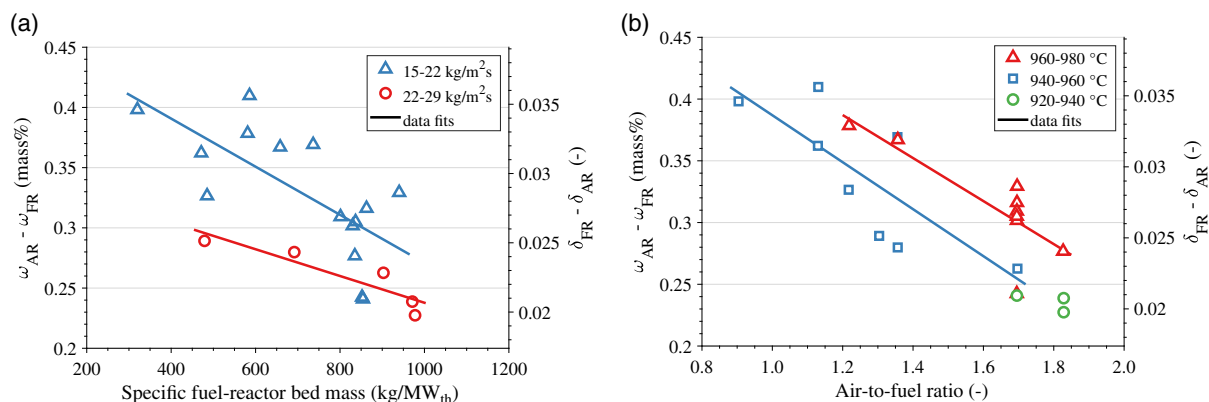 (a)
0.45
0.4
0.35
0.3
0.25
0.2
ω_AR - ω_FR (mass%)
15-22 kg/m²s
22-29 kg/m²s
data fits
0.035
0.03
0.025
0.02
δ_FR - δ_AR (-)
200 400 600 800 1000 1200
Specific fuel-reactor bed mass (kg/MW_th)
(b)
0.45
0.4
0.35
0.3
0.25
0.2
ω_AR - ω_FR (mass%)
960-980 °C
940-960 °C
920-940 °C
data fits
0.035
0.03
0.025
0.02
δ_FR - δ_AR (-)
0.8 1.0 1.2 1.4 1.6 1.8 2.0
Air-to-fuel ratio (-)